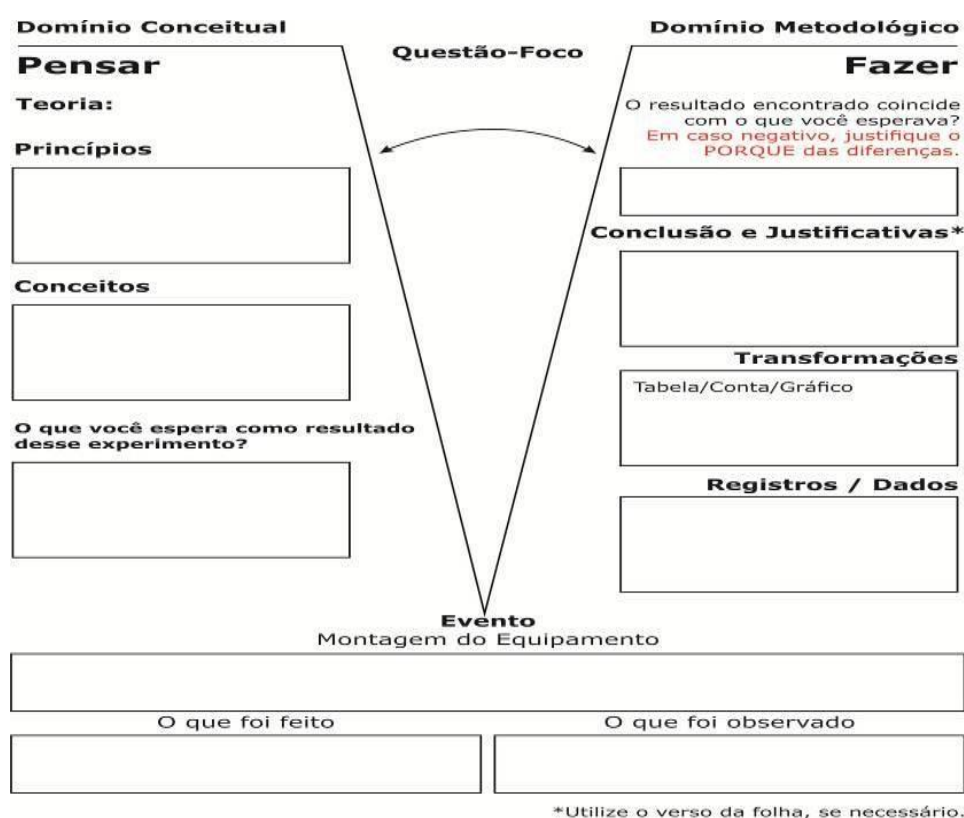 Domínio Conceitual
Pensar
Teoria:
Princípios
Conceitos
O que você espera como resultado
desse experimento?
Questão-Foco
Domínio Metodológico
Fazer
O resultado encontrado coincide
com o que você esperava?
Em caso negativo, justifique o
PORQUE das diferenças.
Conclusão e Justificativas*
Transformações
Tabela/Conta/Gráfico
Registros / Dados
Evento
Montagem do Equipamento
O que foi feito
O que foi observado
*Utilize o verso da folha, se necessário.